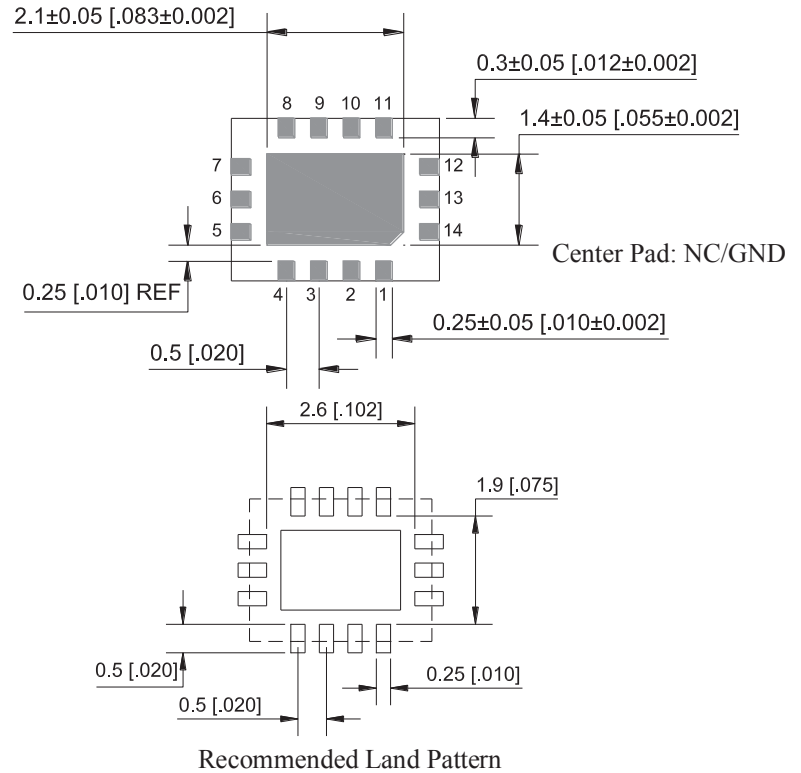 2.1±0.05 [.083±0.002]
0.3±0.05 [.012±0.002]
8 9 10 11
1.4±0.05 [.055±0.002]
7 12
6 13
5 14
Center Pad: NC/GND
0.25 [.010] REF
4 3 2 1
0.25±0.05 [.010±0.002]
0.5 [.020]
2.6 [.102]
1.9 [.075]
0.5 [.020]
0.25 [.010]
0.5 [.020]
Recommended Land Pattern